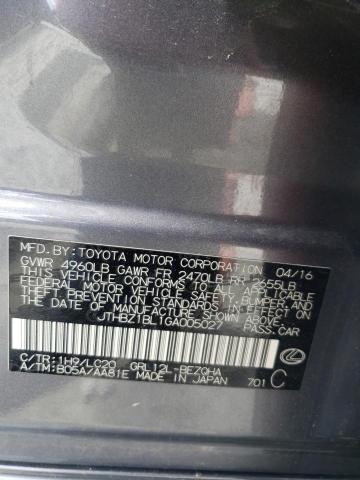 MFD.BY:TOYOTA MOTOR CORPORATION 04/16
GVWR 4960LB GAWR FR 2470LB RR 2655LB
THIS VEHICLE CONFORMS TO ALL APPLICABLE
FEDERAL MOTOR VEHICLE SAFETY, BUMPER, AND
THEFT PREVENTION STANDARDS IN EFFECT ON
THE DATE OF MANUFACTURE SHOWN ABOVE.
JTHBZ1BL1GA005027
C/TR:1H9/LC20 GRL12L-BEZQHA
A/TM:B05A/AA81E MADE IN JAPAN 701 C